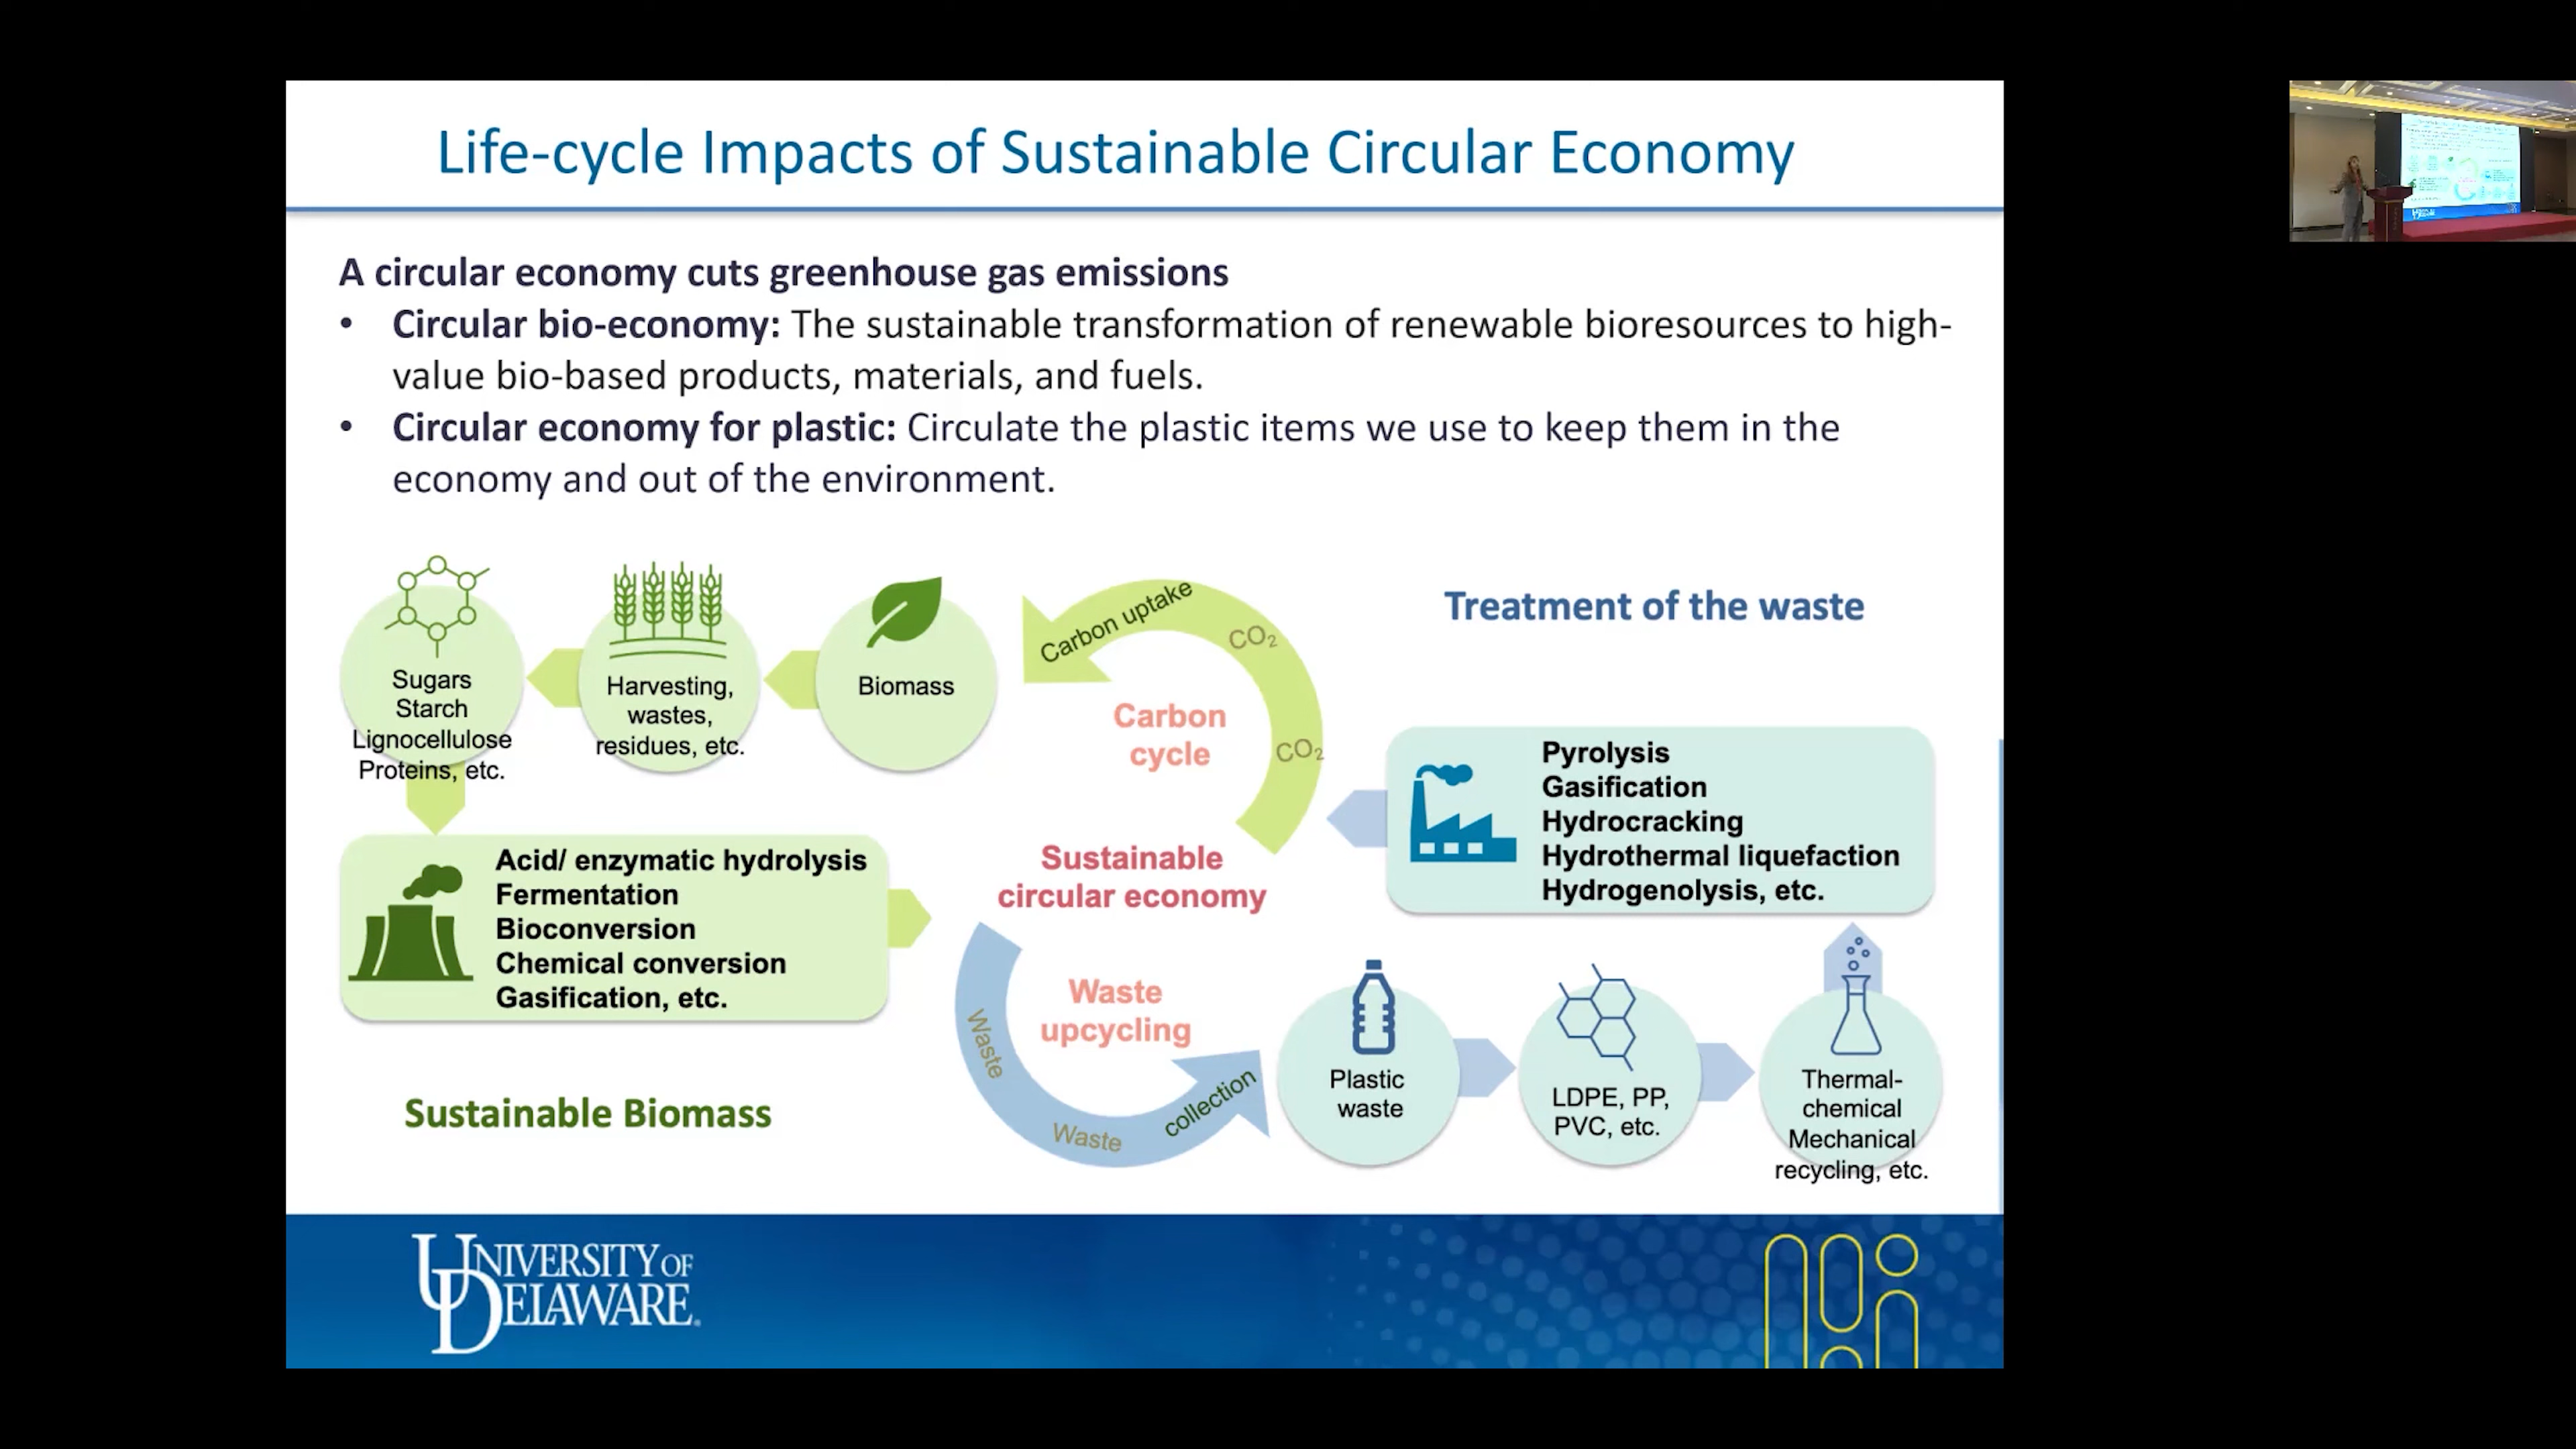 Life-cycle Impacts of Sustainable Circular Economy
A circular economy cuts greenhouse gas emissions
• Circular bio-economy: The sustainable transformation of renewable bioresources to high-
value bio-based products, materials, and fuels.
• Circular economy for plastic: Circulate the plastic items we use to keep them in the
economy and out of the environment.
Sugars
Starch
Lignocellulose
Proteins, etc.
Harvesting,
wastes,
residues, etc.
Biomass
Carbon uptake
CO₂
CO₂
Carbon
cycle
Treatment of the waste
Pyrolysis
Gasification
Hydrocracking
Hydrothermal liquefaction
Hydrogenolysis, etc.
Acid/ enzymatic hydrolysis
Fermentation
Bioconversion
Chemical conversion
Gasification, etc.
Sustainable
circular economy
Waste
upcycling
Waste
Waste
collection
Plastic
waste
LDPE, PP,
PVC, etc.
Thermal-
chemical
Mechanical
recycling, etc.
Sustainable Biomass
UNIVERSITY OF
DELAWARE